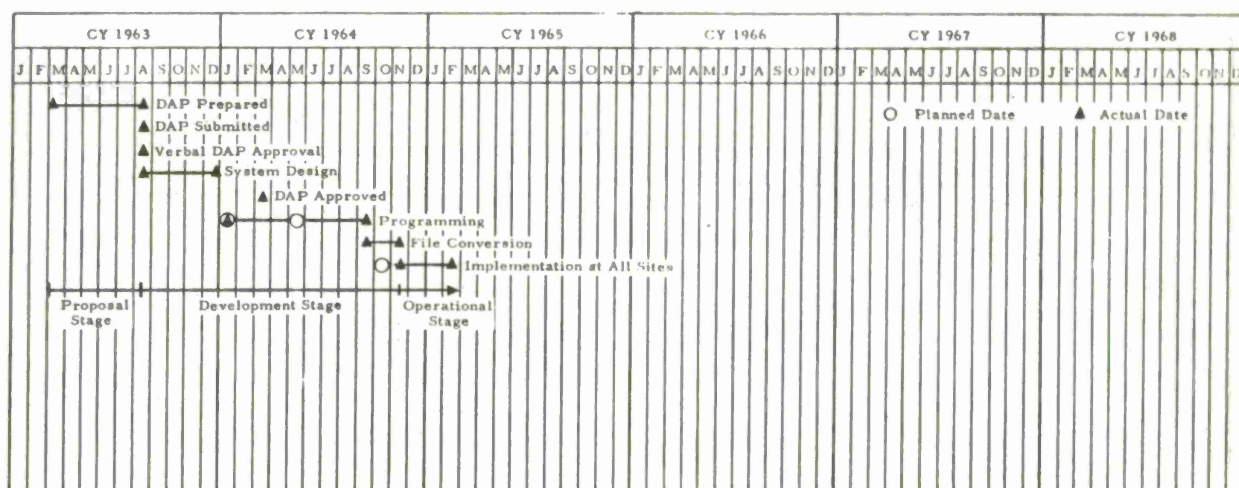 CY 1963 CY 1964 CY 1965 CY 1966 CY 1967 CY 1968
J F M A M J J A S O N D J F M A M J J A S O N D J F M A M J J A S O N D J F M A M J J A S O N D J F M A M J J A S O N D J F M A M J J A S O N D
DAP Prepared Planned Date Actual Date
DAP Submitted
Verbal DAP Approval
System Design
DAP Approved
Programming
File Conversion
Implementation at All Sites
Proposal Development Stage Operational
Stage Stage